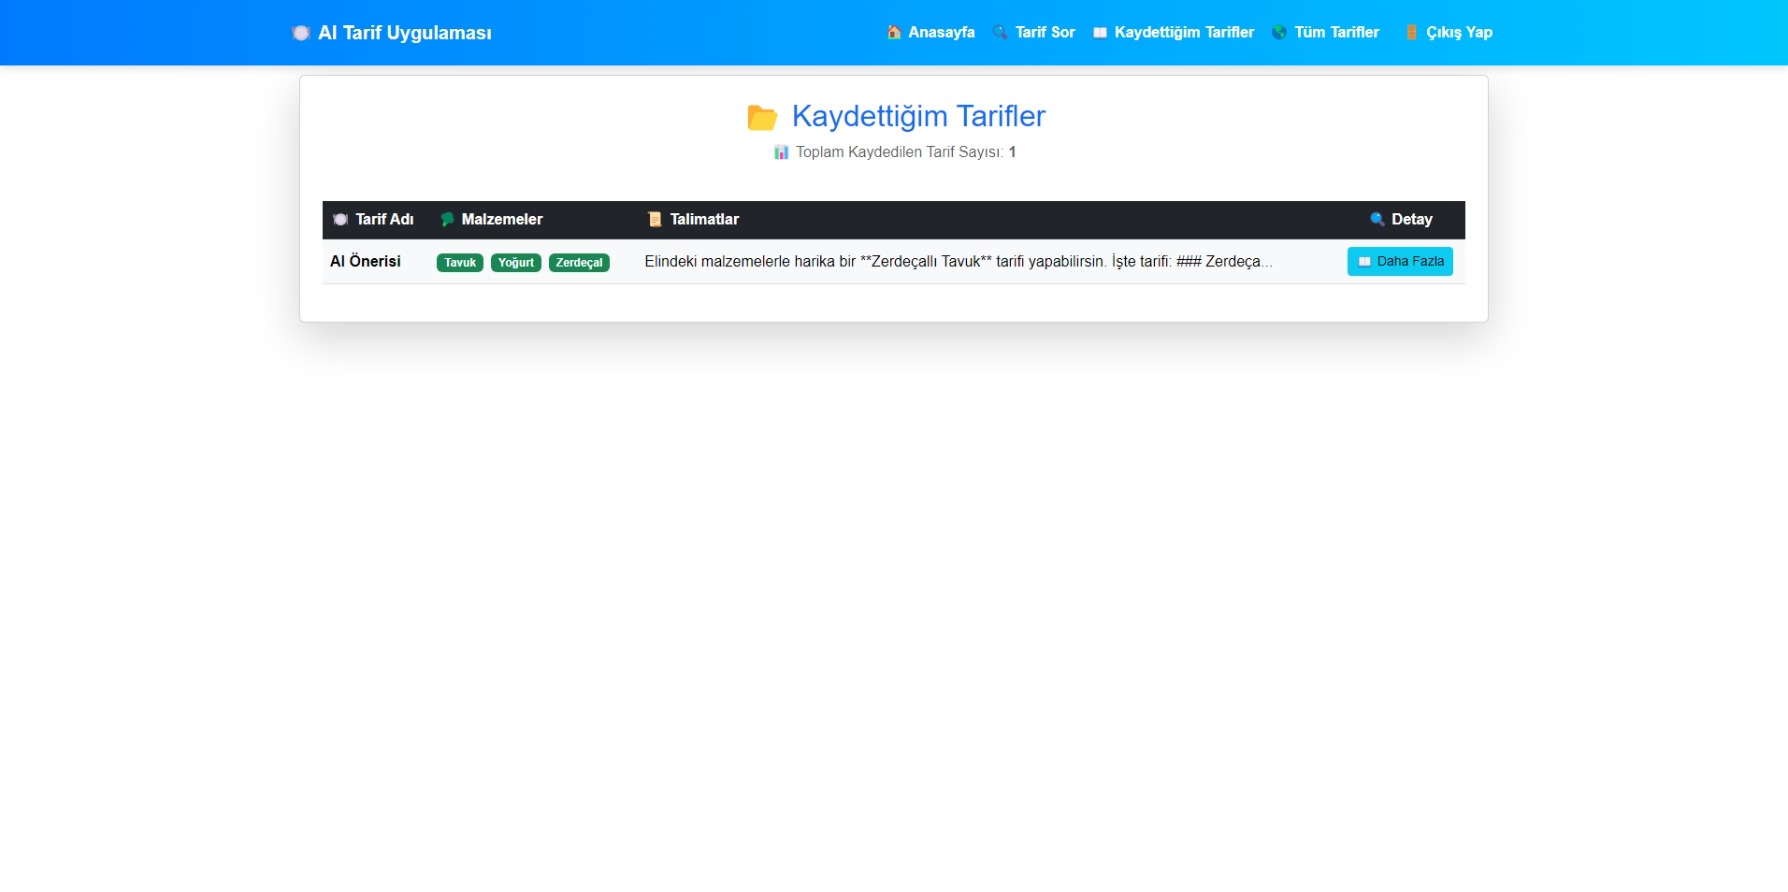 AI Tarif Uygulaması Anasayfa Tarif Sor Kaydettiğim Tarifler Tüm Tarifler Çıkış Yap
Kaydettiğim Tarifler
Toplam Kaydedilen Tarif Sayısı: 1
Tarif Adı Malzemeler Talimatlar Detay
AI Önerisi Tavuk Yoğurt Zerdeçal Elindeki malzemelerle harika bir **Zerdeçallı Tavuk** tarifi yapabilirsin. İşte tarifi: ### Zerdeça... Daha Fazla